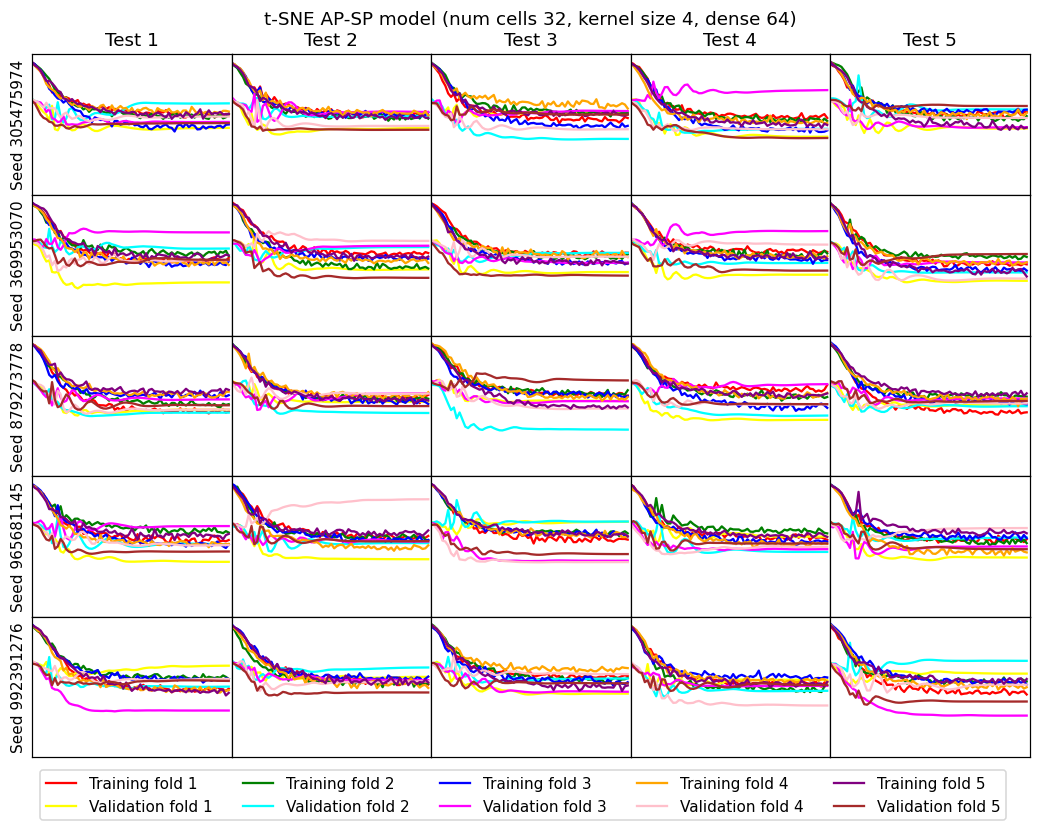 t-SNE AP-SP model (num cells 32, kernel size 4, dense 64)
Test 1 Test 2 Test 3 Test 4 Test 5
Seed 305475974
Seed 3699953070
Seed 8792737778
Seed 9656681145
Seed 992391276
Training fold 1 Training fold 2 Training fold 3 Training fold 4 Training fold 5
Validation fold 1 Validation fold 2 Validation fold 3 Validation fold 4 Validation fold 5